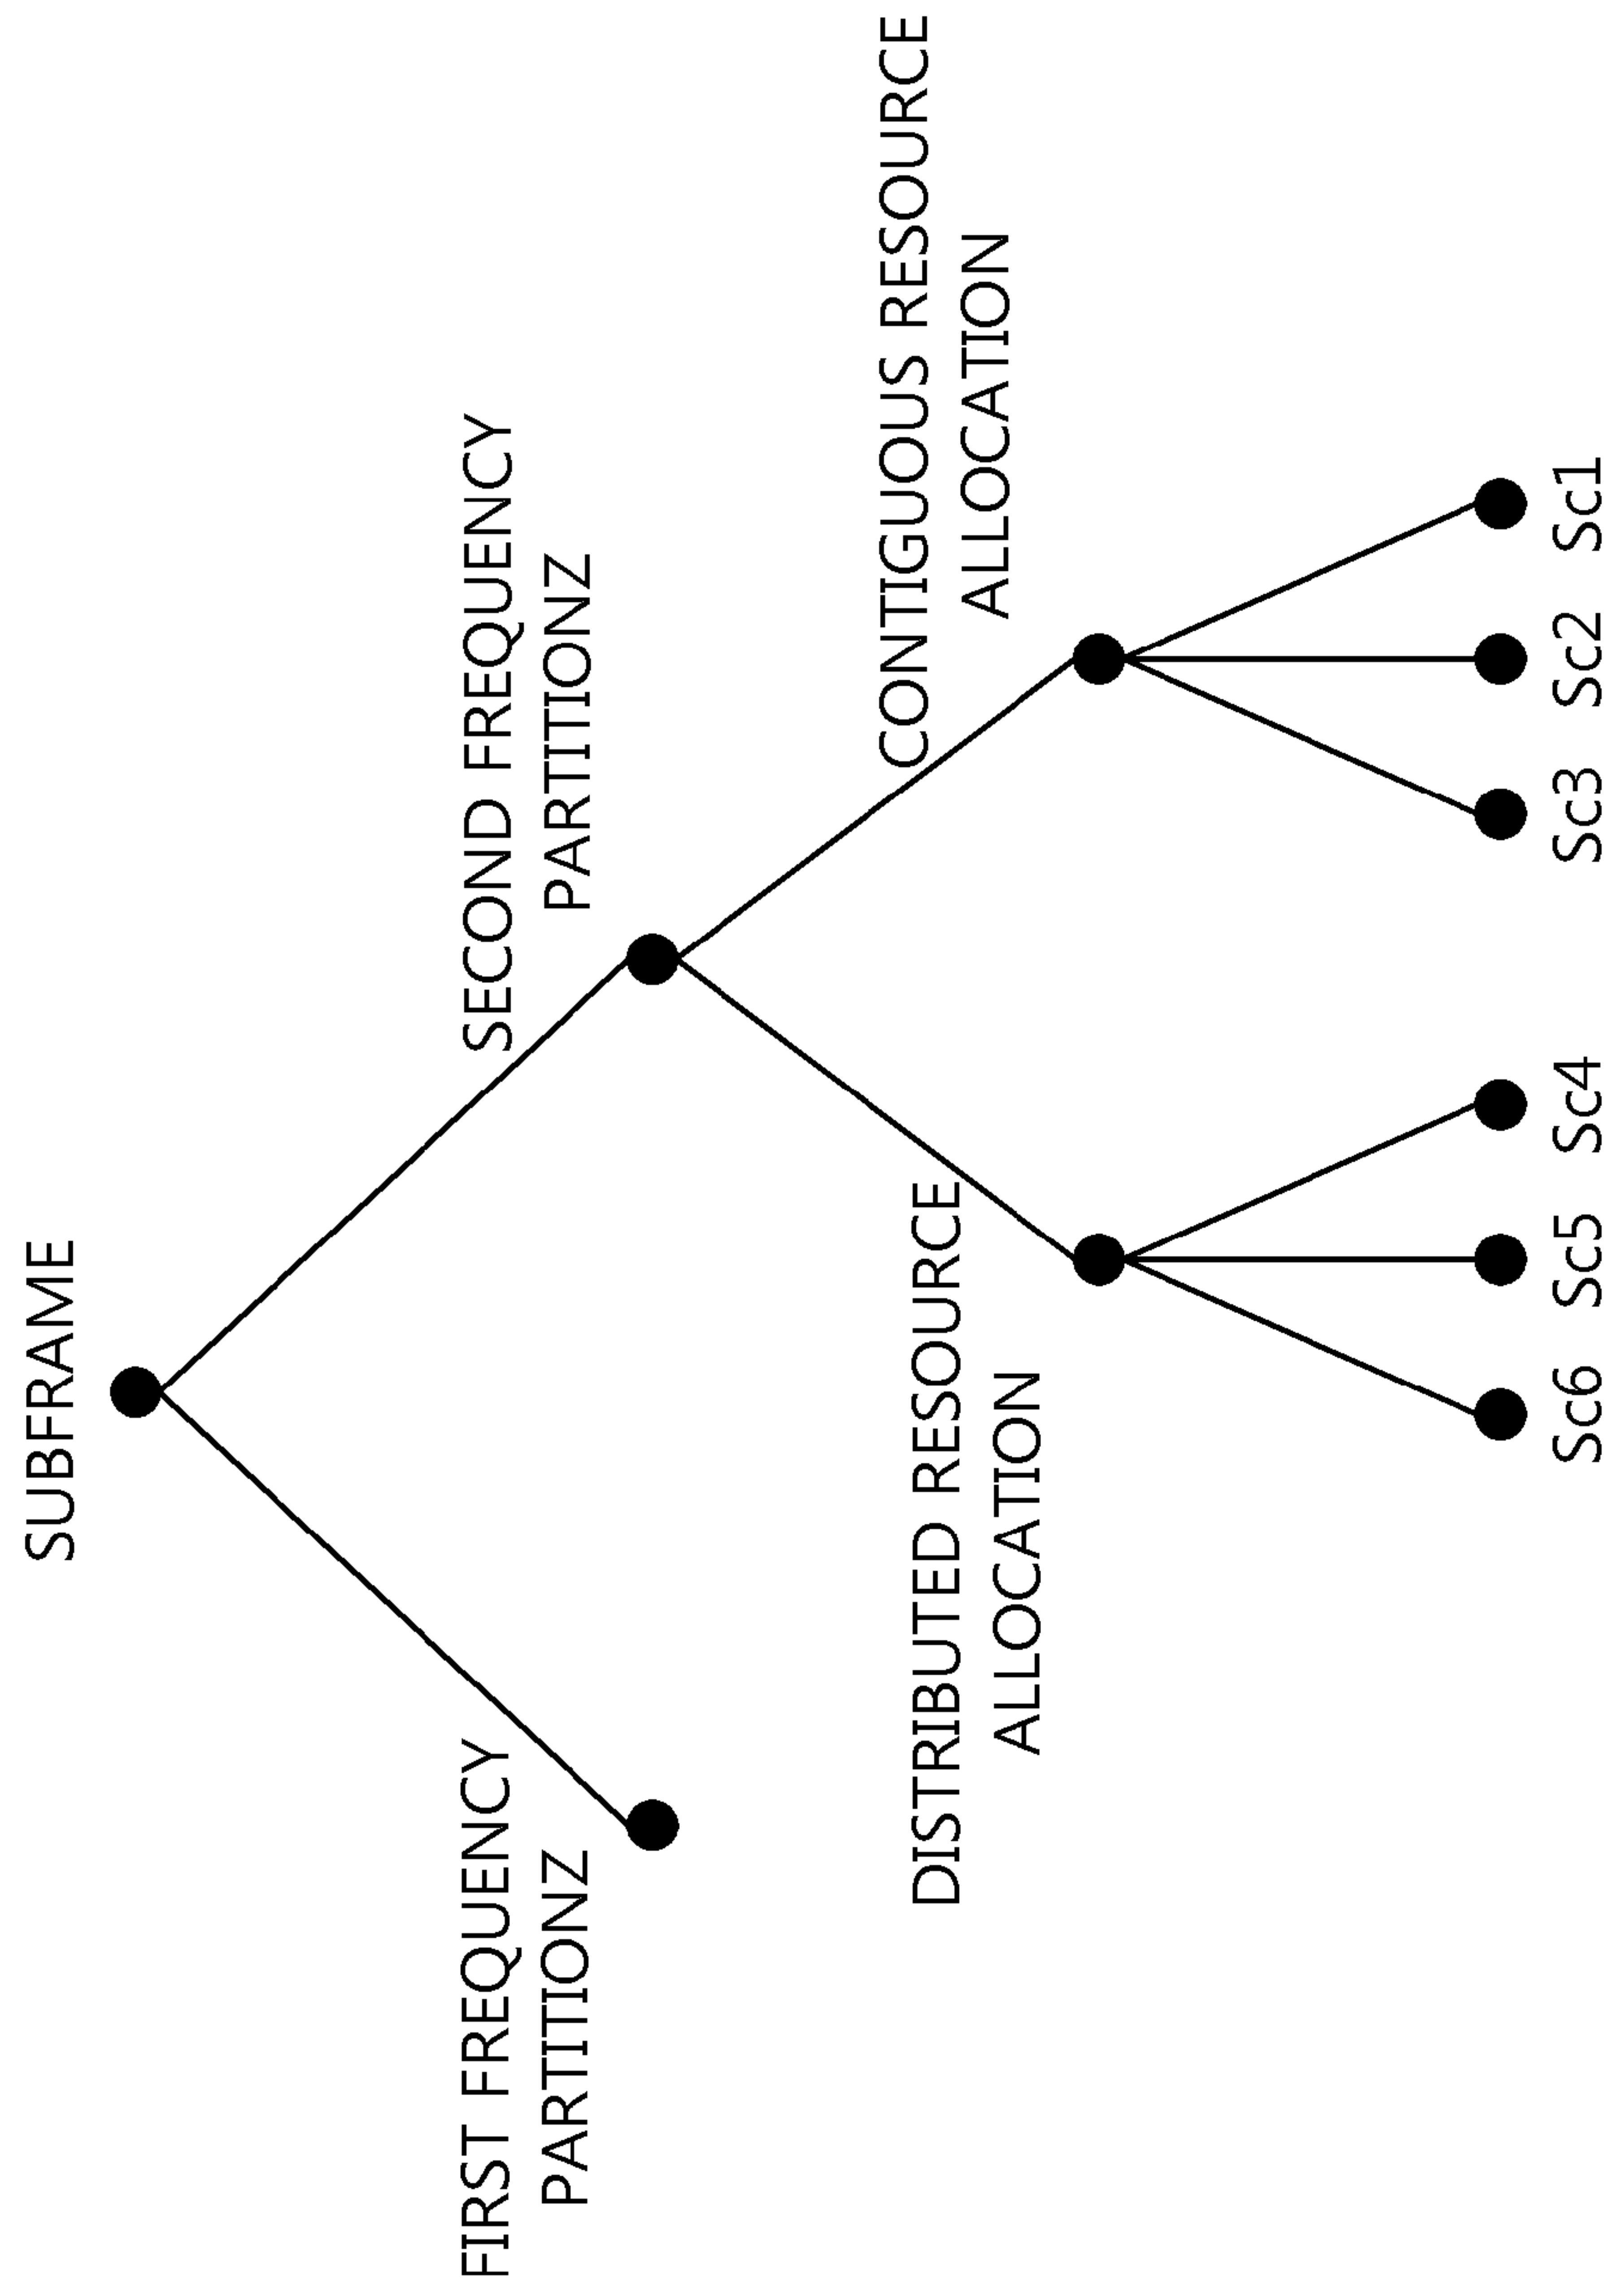 SUBFRAME
FIRST FREQUENCY
PARTITIONZ
SECOND FREQUENCY
PARTITIONZ
DISTRIBUTED RESOURCE
ALLOCATION
CONTIGUOUS RESOURCE
ALLOCATION
Sc6
Sc5
Sc4
Sc3
Sc2
Sc1